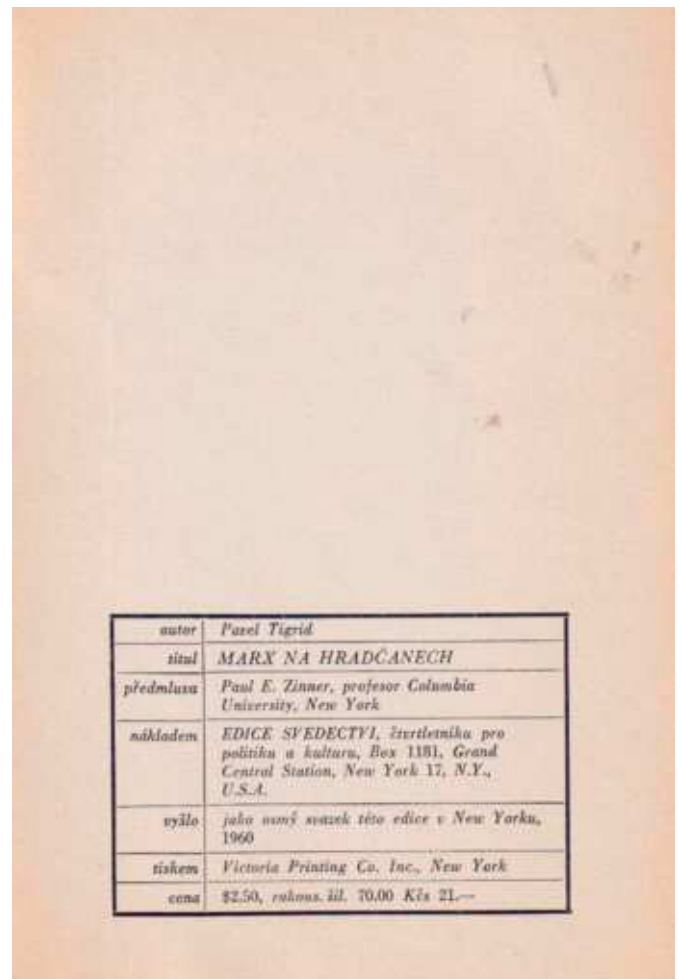 autor Pavel Tigrid
titul MARX NA HRADČANECH
předmluva Paul E. Zinner, profesor Columbia
University, New York
nákladem EDICE SVEDECTVI, čtvrtletníku pro
politiku a kulturu, Box 1181, Grand
Central Station, New York 17, N.Y.,
U.S.A.
vyšlo jako osmý svazek této edice v New Yorku,
1960
tiskem Victoria Printing Co. Inc., New York
cena $2.50, rakous. šil. 70.00 Kčs 21.—